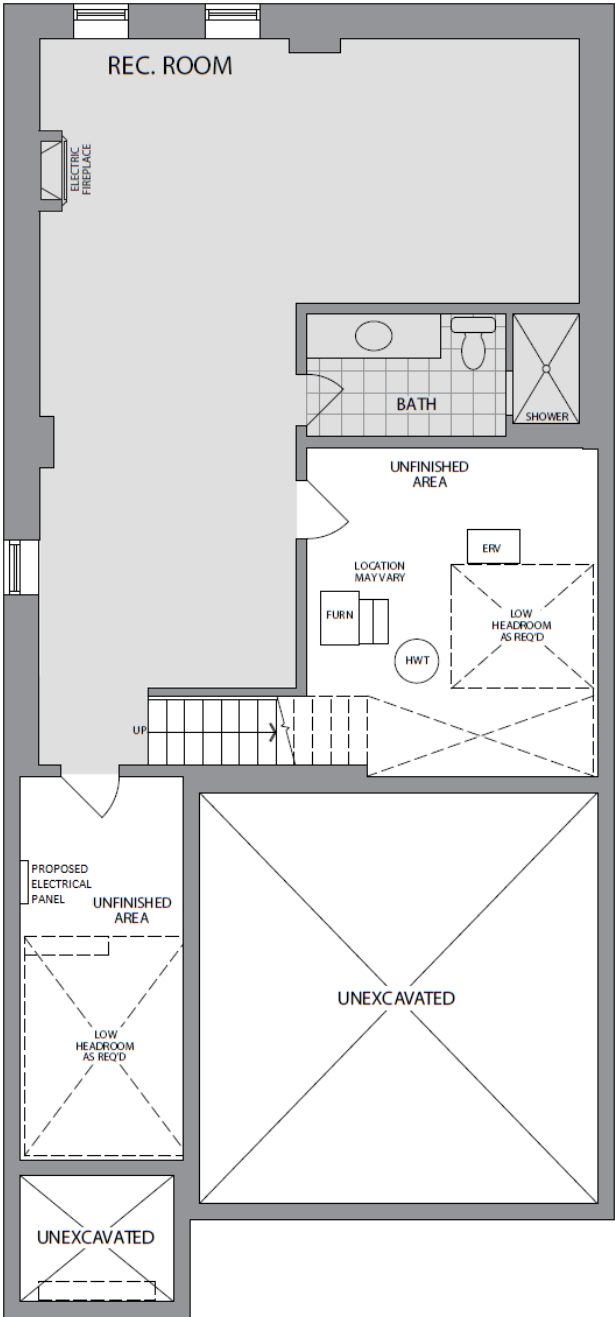 REC. ROOM
ELECTRIC
FIREPLACE
BATH
SHOWER
UNFINISHED
AREA
ERV
LOCATION
MAY VARY
FURN
LOW
HEADROOM
AS REQ'D
HWT
UP
PROPOSED
ELECTRICAL
PANEL
UNFINISHED
AREA
UNEXCAVATED
LOW
HEADROOM
AS REQ'D
UNEXCAVATED